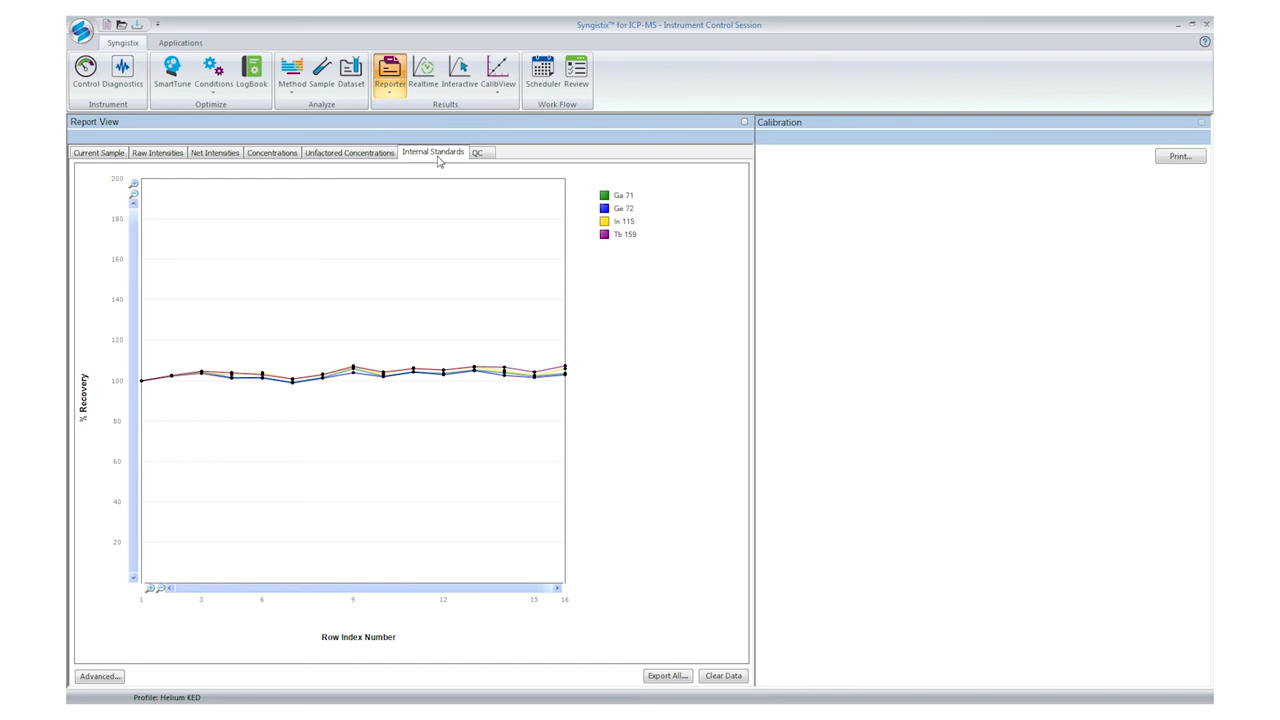 Syngistix™ for ICP-MS - Instrument Control Session
Syngistix Applications
Control Diagnostics SmartTune Conditions LogBook Method Sample Dataset Reporter Realtime Interactive CalibView Scheduler Review
Instrument Optimize Analyze Results Work Flow
Report View
Calibration
Current Sample Raw Intensities Net Intensities Concentrations Unfactored Concentrations Internal Standards QC
Print...
200
180
160
140
120
100
80
60
40
20
% Recovery
Ga 71
Ge 72
In 115
Tb 159
1 3 6 9 12 15 16
Row Index Number
Advanced... Export All... Clear Data
Profile: Helium KED